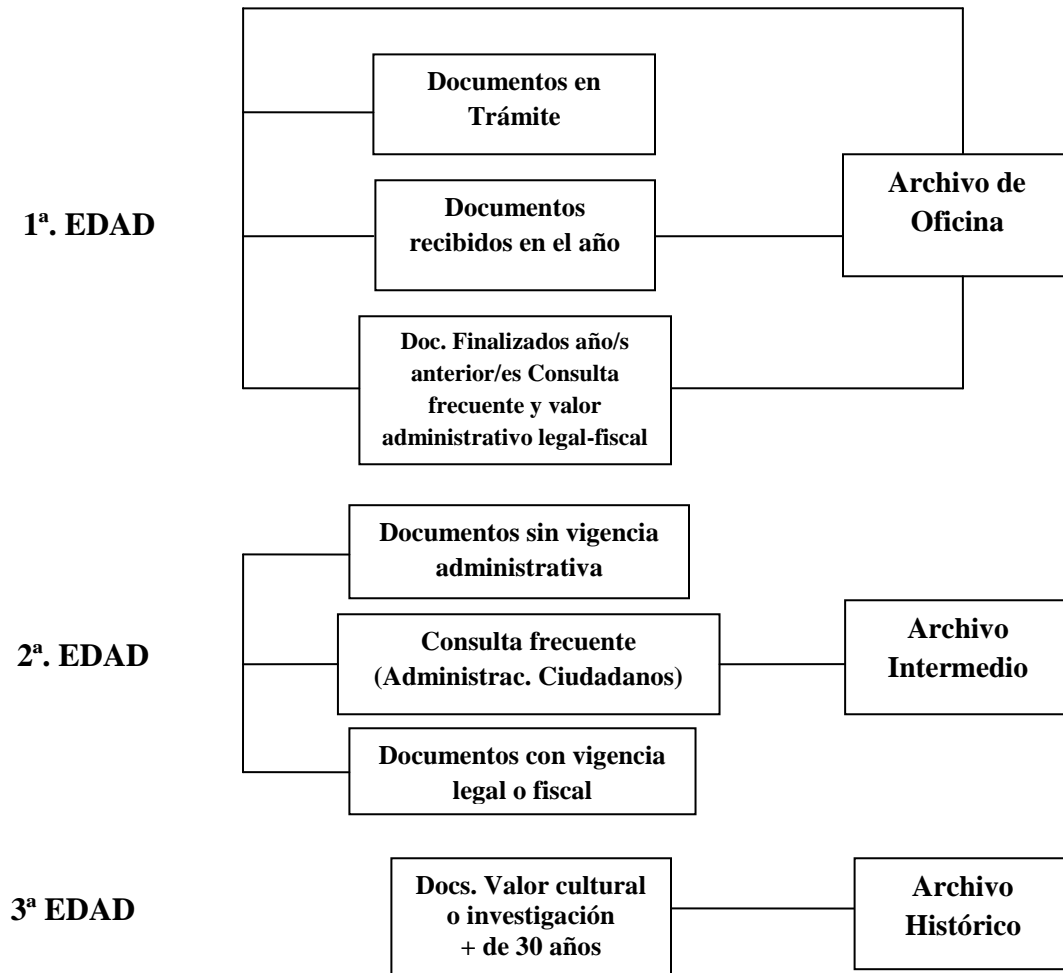 1ª. EDAD
Documentos en
Trámite
Documentos
recibidos en el año
Doc. Finalizados año/s
anterior/es Consulta
frecuente y valor
administrativo legal-fiscal
Archivo de
Oficina
2ª. EDAD
Documentos sin vigencia
administrativa
Consulta frecuente
(Administrac. Ciudadanos)
Documentos con vigencia
legal o fiscal
Archivo
Intermedio
3ª EDAD
Docs. Valor cultural
o investigación
+ de 30 años
Archivo
Histórico